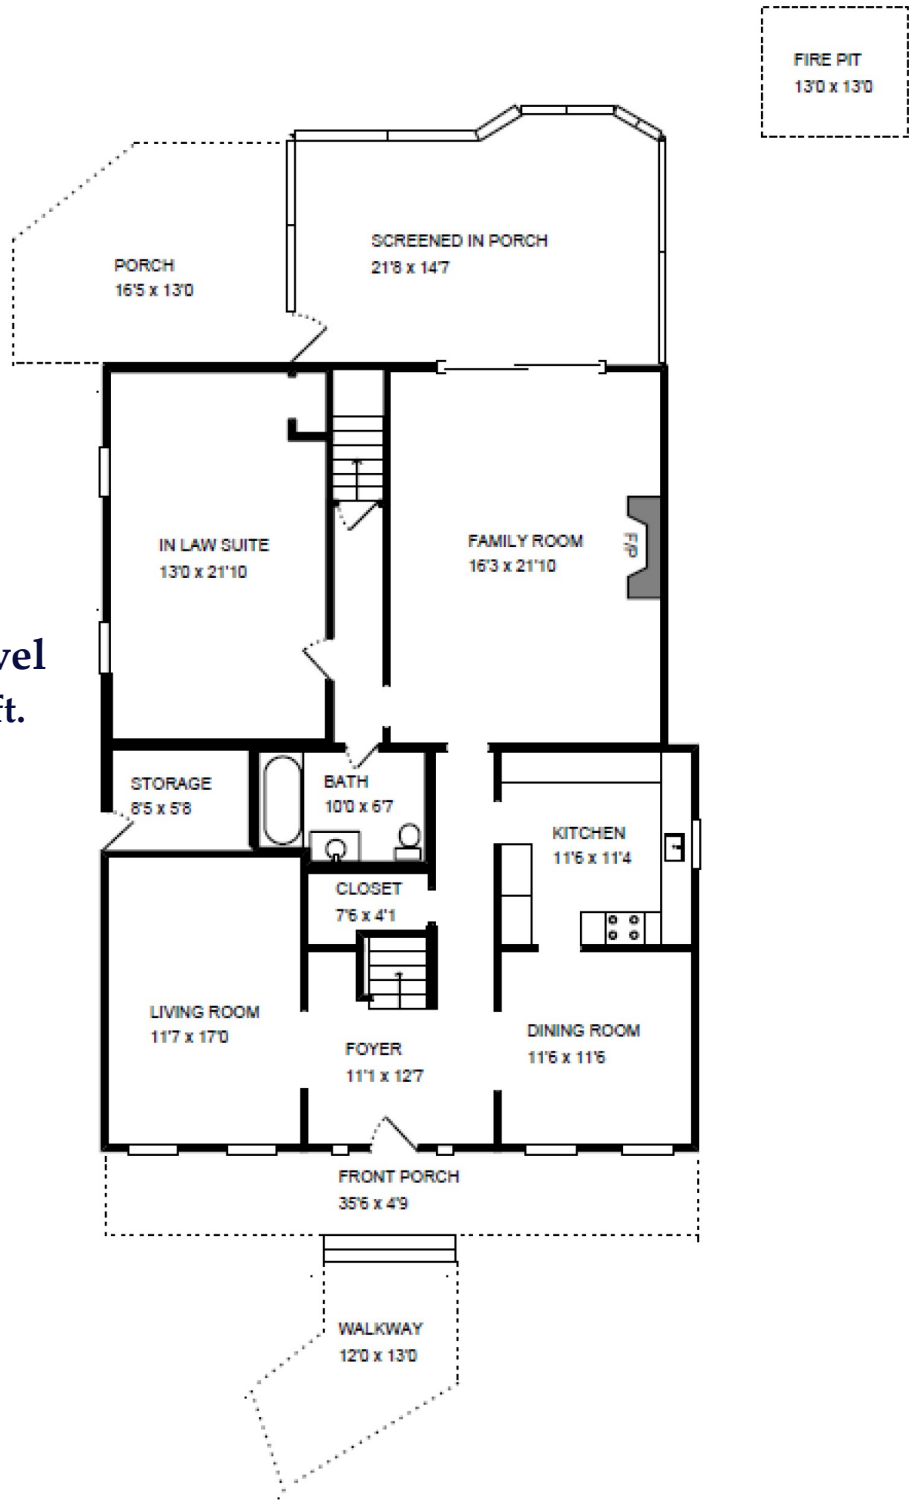 FIRE PIT
13'0 x 13'0
SCREENED IN PORCH
21'8 x 14'7
PORCH
16'5 x 13'0
IN LAW SUITE
13'0 x 21'10
FAMILY ROOM
16'3 x 21'10
F/P
vel
ft.
STORAGE
8'5 x 5'8
BATH
10'0 x 6'7
KITCHEN
11'6 x 11'4
CLOSET
7'6 x 4'1
LIVING ROOM
11'7 x 17'0
FOYER
11'1 x 12'7
DINING ROOM
11'6 x 11'6
FRONT PORCH
35'6 x 4'9
WALKWAY
12'0 x 13'0